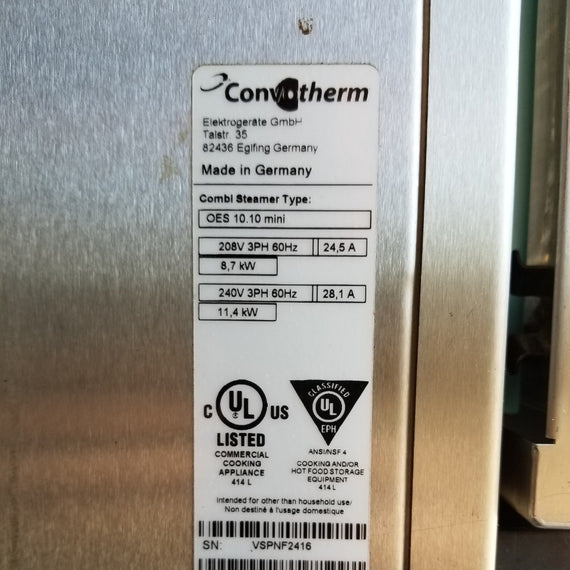 Convotherm
Elektrogeräte GmbH
Talstr. 35
82436 Eglfing Germany
Made in Germany
Combi Steamer Type:
OES 10.10 mini
208V 3PH 60Hz 24,5 A
8,7 kW
240V 3PH 60Hz 28,1 A
11,4 kW
C UL US
LISTED
COMMERCIAL
COOKING
APPLIANCE
414 L
CLASSIFIED
UL
EPH
ANSI/NSF 4
COOKING AND/OR
HOT FOOD STORAGE
EQUIPMENT
414 L
Intended for other than household use/
Non destiné à l'usage domestique
SN: VSPNF2416